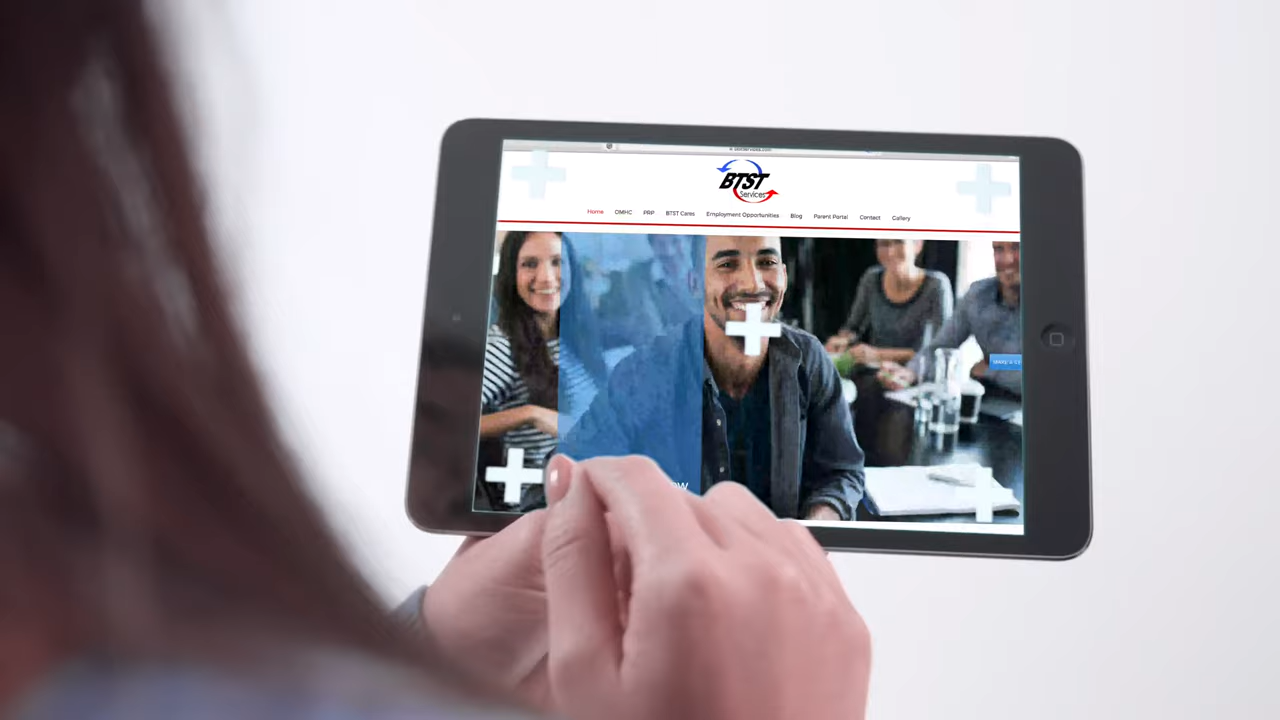 BTST
Services
Home OMHC PRP BTST Cares Employment Opportunities Blog Parent Portal Contact Gallery